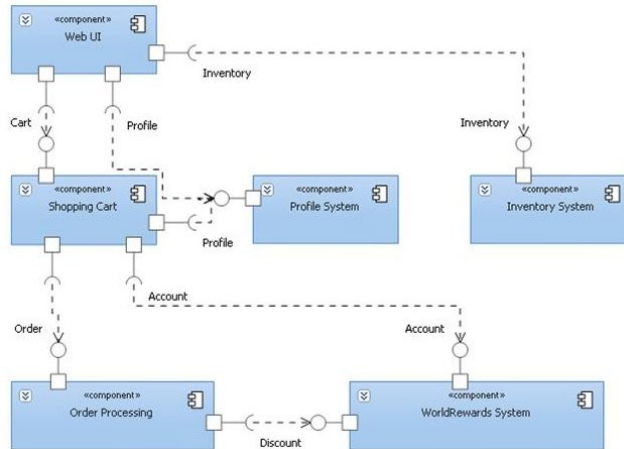 «component»
Web UI
Inventory
Cart
Profile
Inventory
«component»
Shopping Cart
«component»
Profile System
«component»
Inventory System
Profile
Account
Order
Account
«component»
Order Processing
«component»
WorldRewards System
Discount